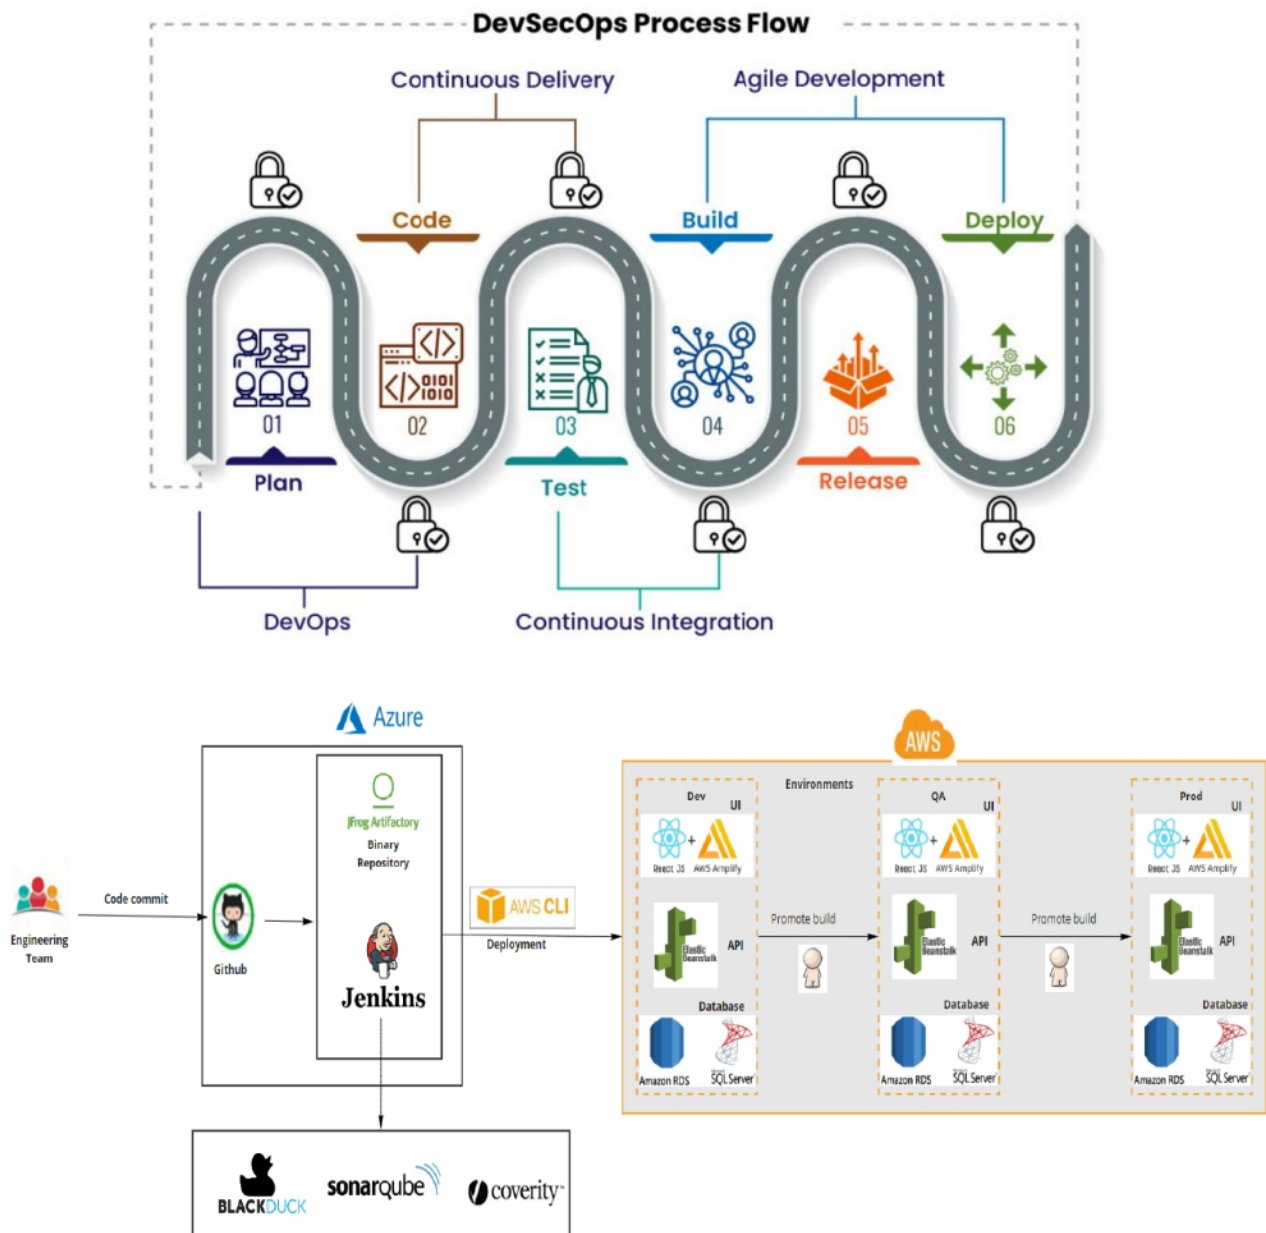 DevSecOps Process Flow
Continuous Delivery
Agile Development
Code
Build
Deploy
</>
</> 0101
1010
01
02
03
04
05
06
Plan
Test
Release
DevOps
Continuous Integration
Azure
AWS
JFrog Artifactory
Binary
Repository
Environments
Dev
UI
QA
UI
Prod
UI
+
+
+
React JS
AWS Amplify
React JS
AWS Amplify
React JS
AWS Amplify
Code commit
Engineering
Team
Github
Jenkins
AWS CLI
Deployment
Elastic
Beanstalk
API
Promote build
Elastic
Beanstalk
API
Promote build
Elastic
Beanstalk
API
Database
Database
Database
Amazon RDS
SQL Server
Amazon RDS
SQL Server
Amazon RDS
SQL Server
BLACKDUCK
sonarqube
coverity™